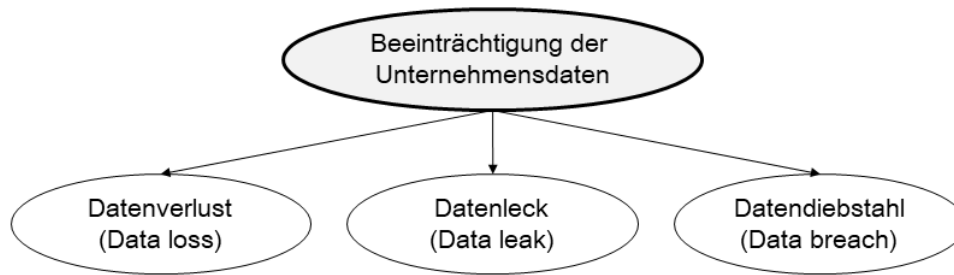 Beeinträchtigung der
Unternehmensdaten
Datenverlust
(Data loss)
Datenleck
(Data leak)
Datendiebstahl
(Data breach)